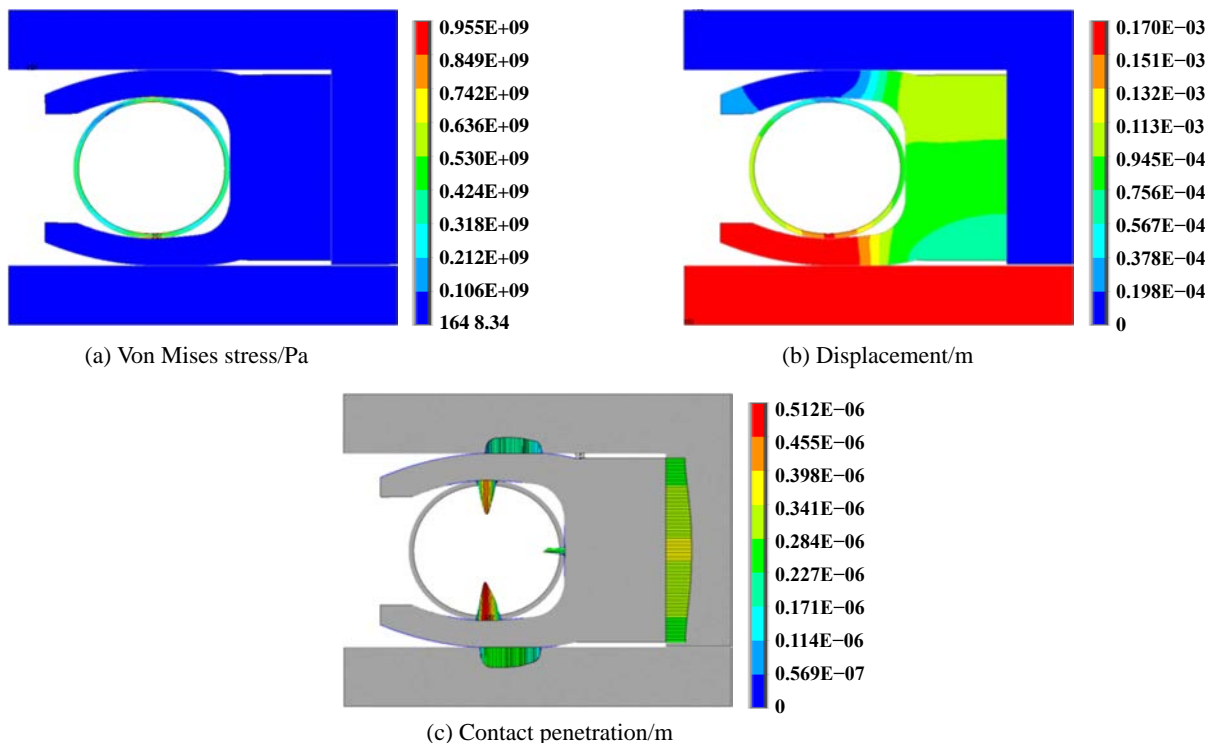 0.955E+09
0.849E+09
0.742E+09
0.636E+09
0.530E+09
0.424E+09
0.318E+09
0.212E+09
0.106E+09
164 8.34
(a) Von Mises stress/Pa
0.170E−03
0.151E−03
0.132E−03
0.113E−03
0.945E−04
0.756E−04
0.567E−04
0.378E−04
0.198E−04
0
(b) Displacement/m
0.512E−06
0.455E−06
0.398E−06
0.341E−06
0.284E−06
0.227E−06
0.171E−06
0.114E−06
0.569E−07
0
(c) Contact penetration/m